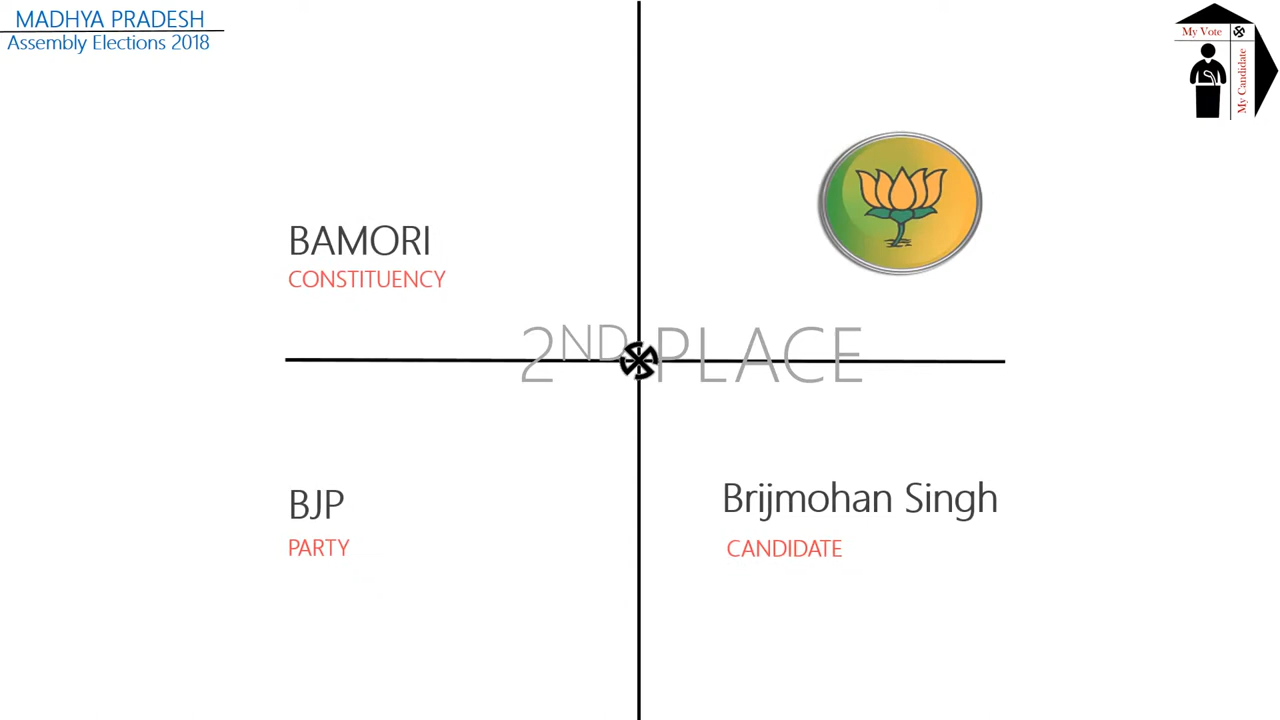 MADHYA PRADESH
Assembly Elections 2018
My Vote
My Candidate
BAMORI
CONSTITUENCY
2ND PLACE
BJP
PARTY
Brijmohan Singh
CANDIDATE